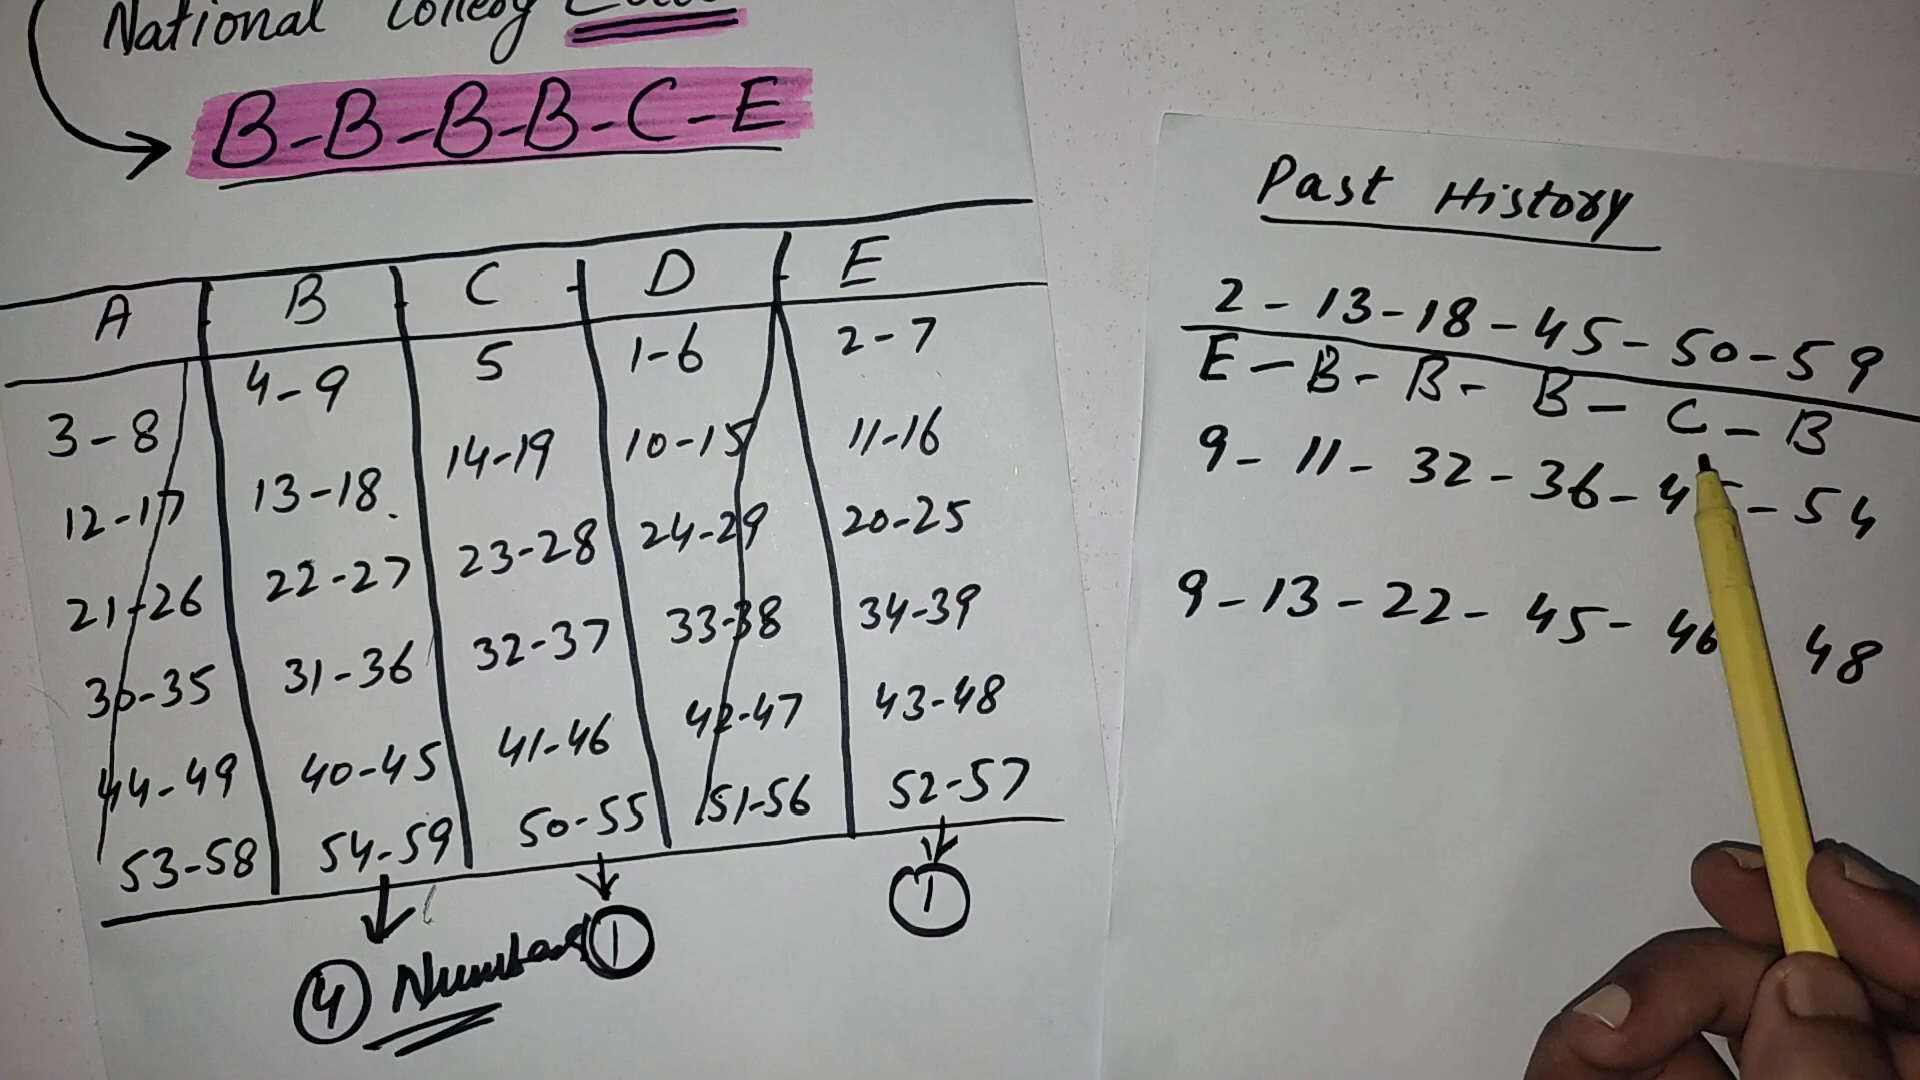 National Lottery
B-B-B-B-C-E
A B C D E
3-8 4-9 5 1-6 2-7
12-17 13-18 14-19 10-15 11-16
21-26 22-27 23-28 24-29 20-25
30-35 31-36 32-37 33-38 34-39
44-49 40-45 41-46 42-47 43-48
53-58 54-59 50-55 51-56 52-57
4 Numbers 1 1
Past History
2-13-18-45-50-59
E-B-B-B-C-B
9-11-32-36-45-54
9-13-22-45-46 48